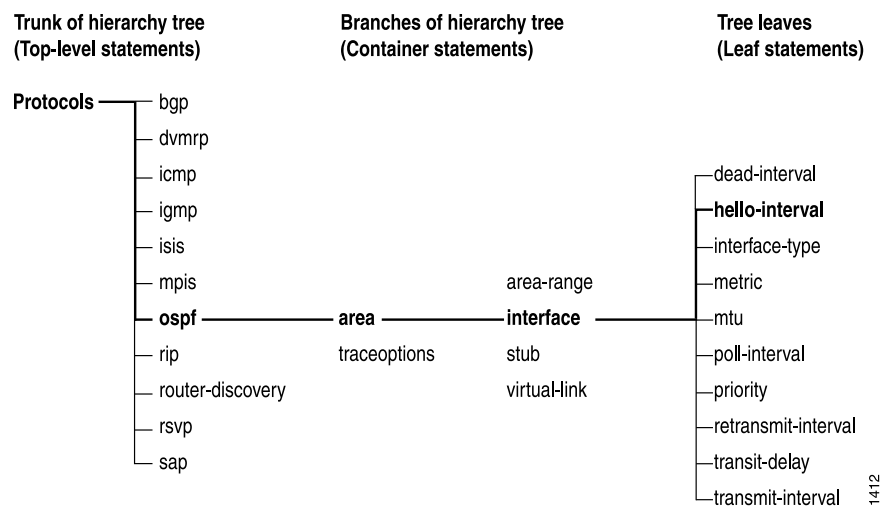 Trunk of hierarchy tree
(Top-level statements)
Branches of hierarchy tree
(Container statements)
Tree leaves
(Leaf statements)
Protocols
bgp
dvmrp
icmp
igmp
isis
mpis
ospf
rip
router-discovery
rsvp
sap
area
traceoptions
area-range
interface
stub
virtual-link
dead-interval
hello-interval
interface-type
metric
mtu
poll-interval
priority
retransmit-interval
transit-delay
transmit-interval
1412